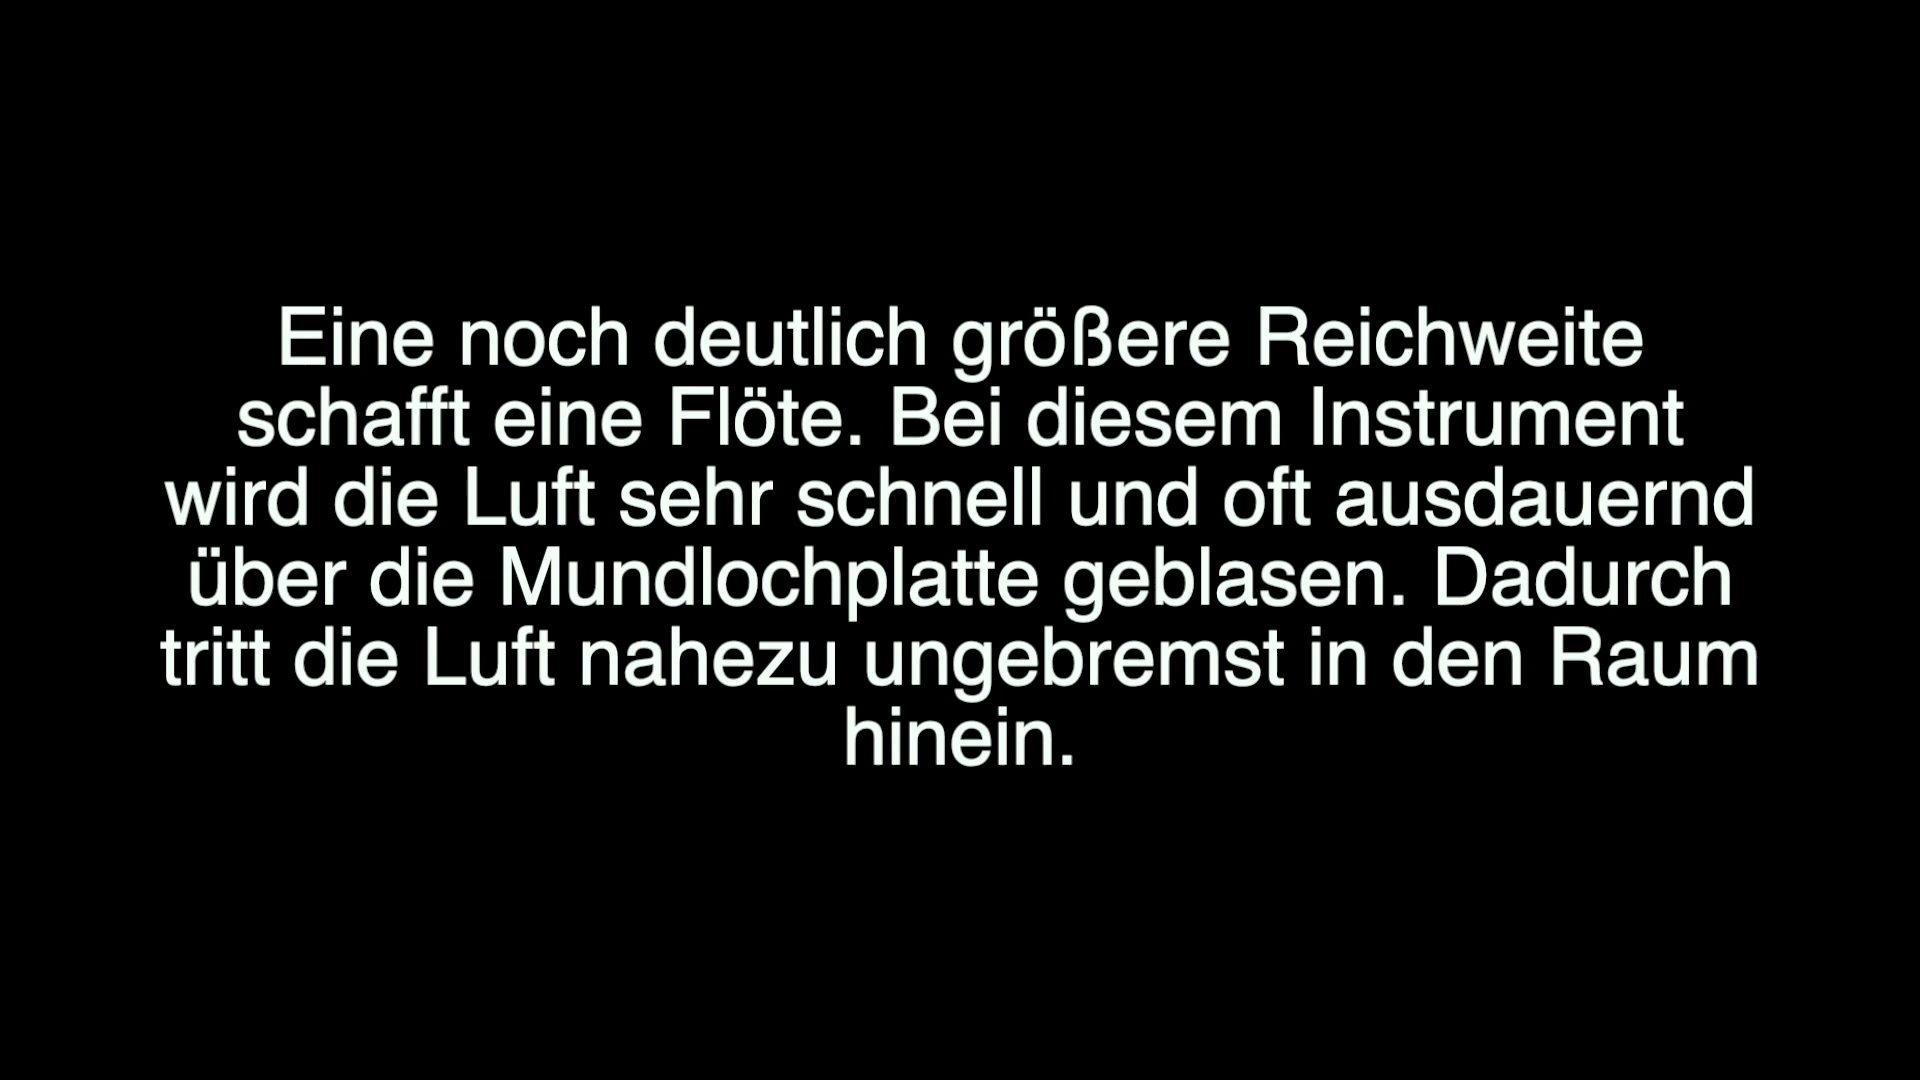 Eine noch deutlich größere Reichweite
schafft eine Flöte. Bei diesem Instrument
wird die Luft sehr schnell und oft ausdauernd
über die Mundlochplatte geblasen. Dadurch
tritt die Luft nahezu ungebremst in den Raum
hinein.